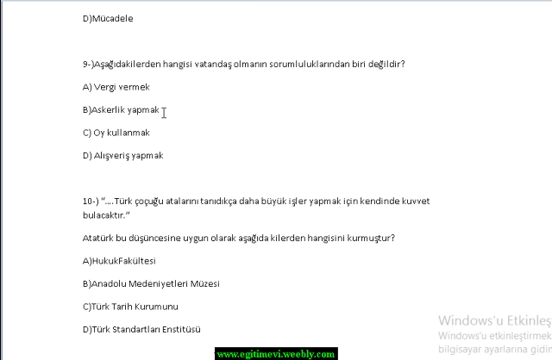 D)Mücadele
9-)Aşağıdakilerden hangisi vatandaş olmanın sorumluluklarından biri değildir?
A) Vergi vermek
B)Askerlik yapmak
C) Oy kullanmak
D) Alışveriş yapmak
10-) “....Türk çoçuğu atalarını tanıdıkça daha büyük işler yapmak için kendinde kuvvet
bulacaktır.”
Atatürk bu düşüncesine uygun olarak aşağıda kilerden hangisini kurmuştur?
A)HukukFakültesi
B)Anadolu Medeniyetleri Müzesi
C)Türk Tarih Kurumunu
D)Türk Standartları Enstitüsü
Windows'u Etkinleş
Windows'u etkinleştirmek
bilgisayar ayarlarına gidin
www.egitimevi.weebly.com